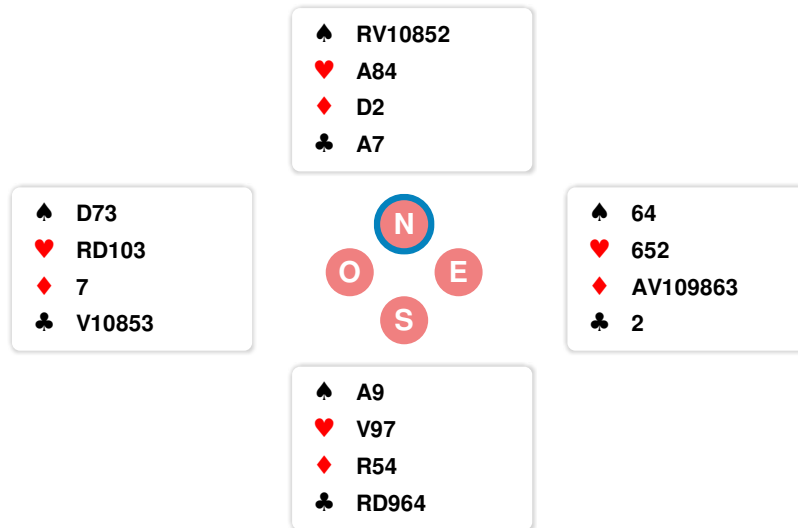 ♠ RV10852
♥ A84
♦ D2
♣ A7
♠ D73
♥ RD103
♦ 7
♣ V10853
N
O E
S
♠ 64
♥ 652
♦ AV109863
♣ 2
♠ A9
♥ V97
♦ R54
♣ RD964